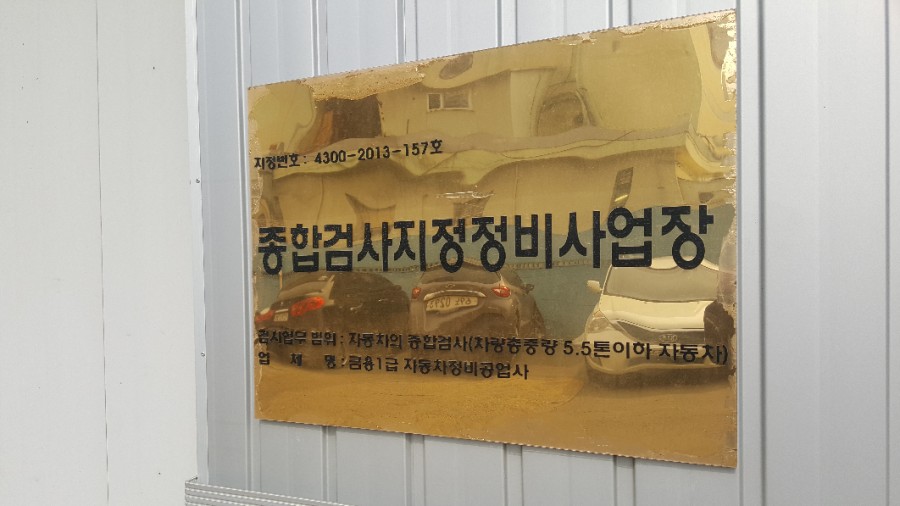 지정번호 : 4300-2013-157호
종합검사지정정비사업장
검사업무 범위 : 자동차의 종합검사(차량총중량 5.5톤이하 자동차)
업 체 명 : 금용1급 자동차정비공업사